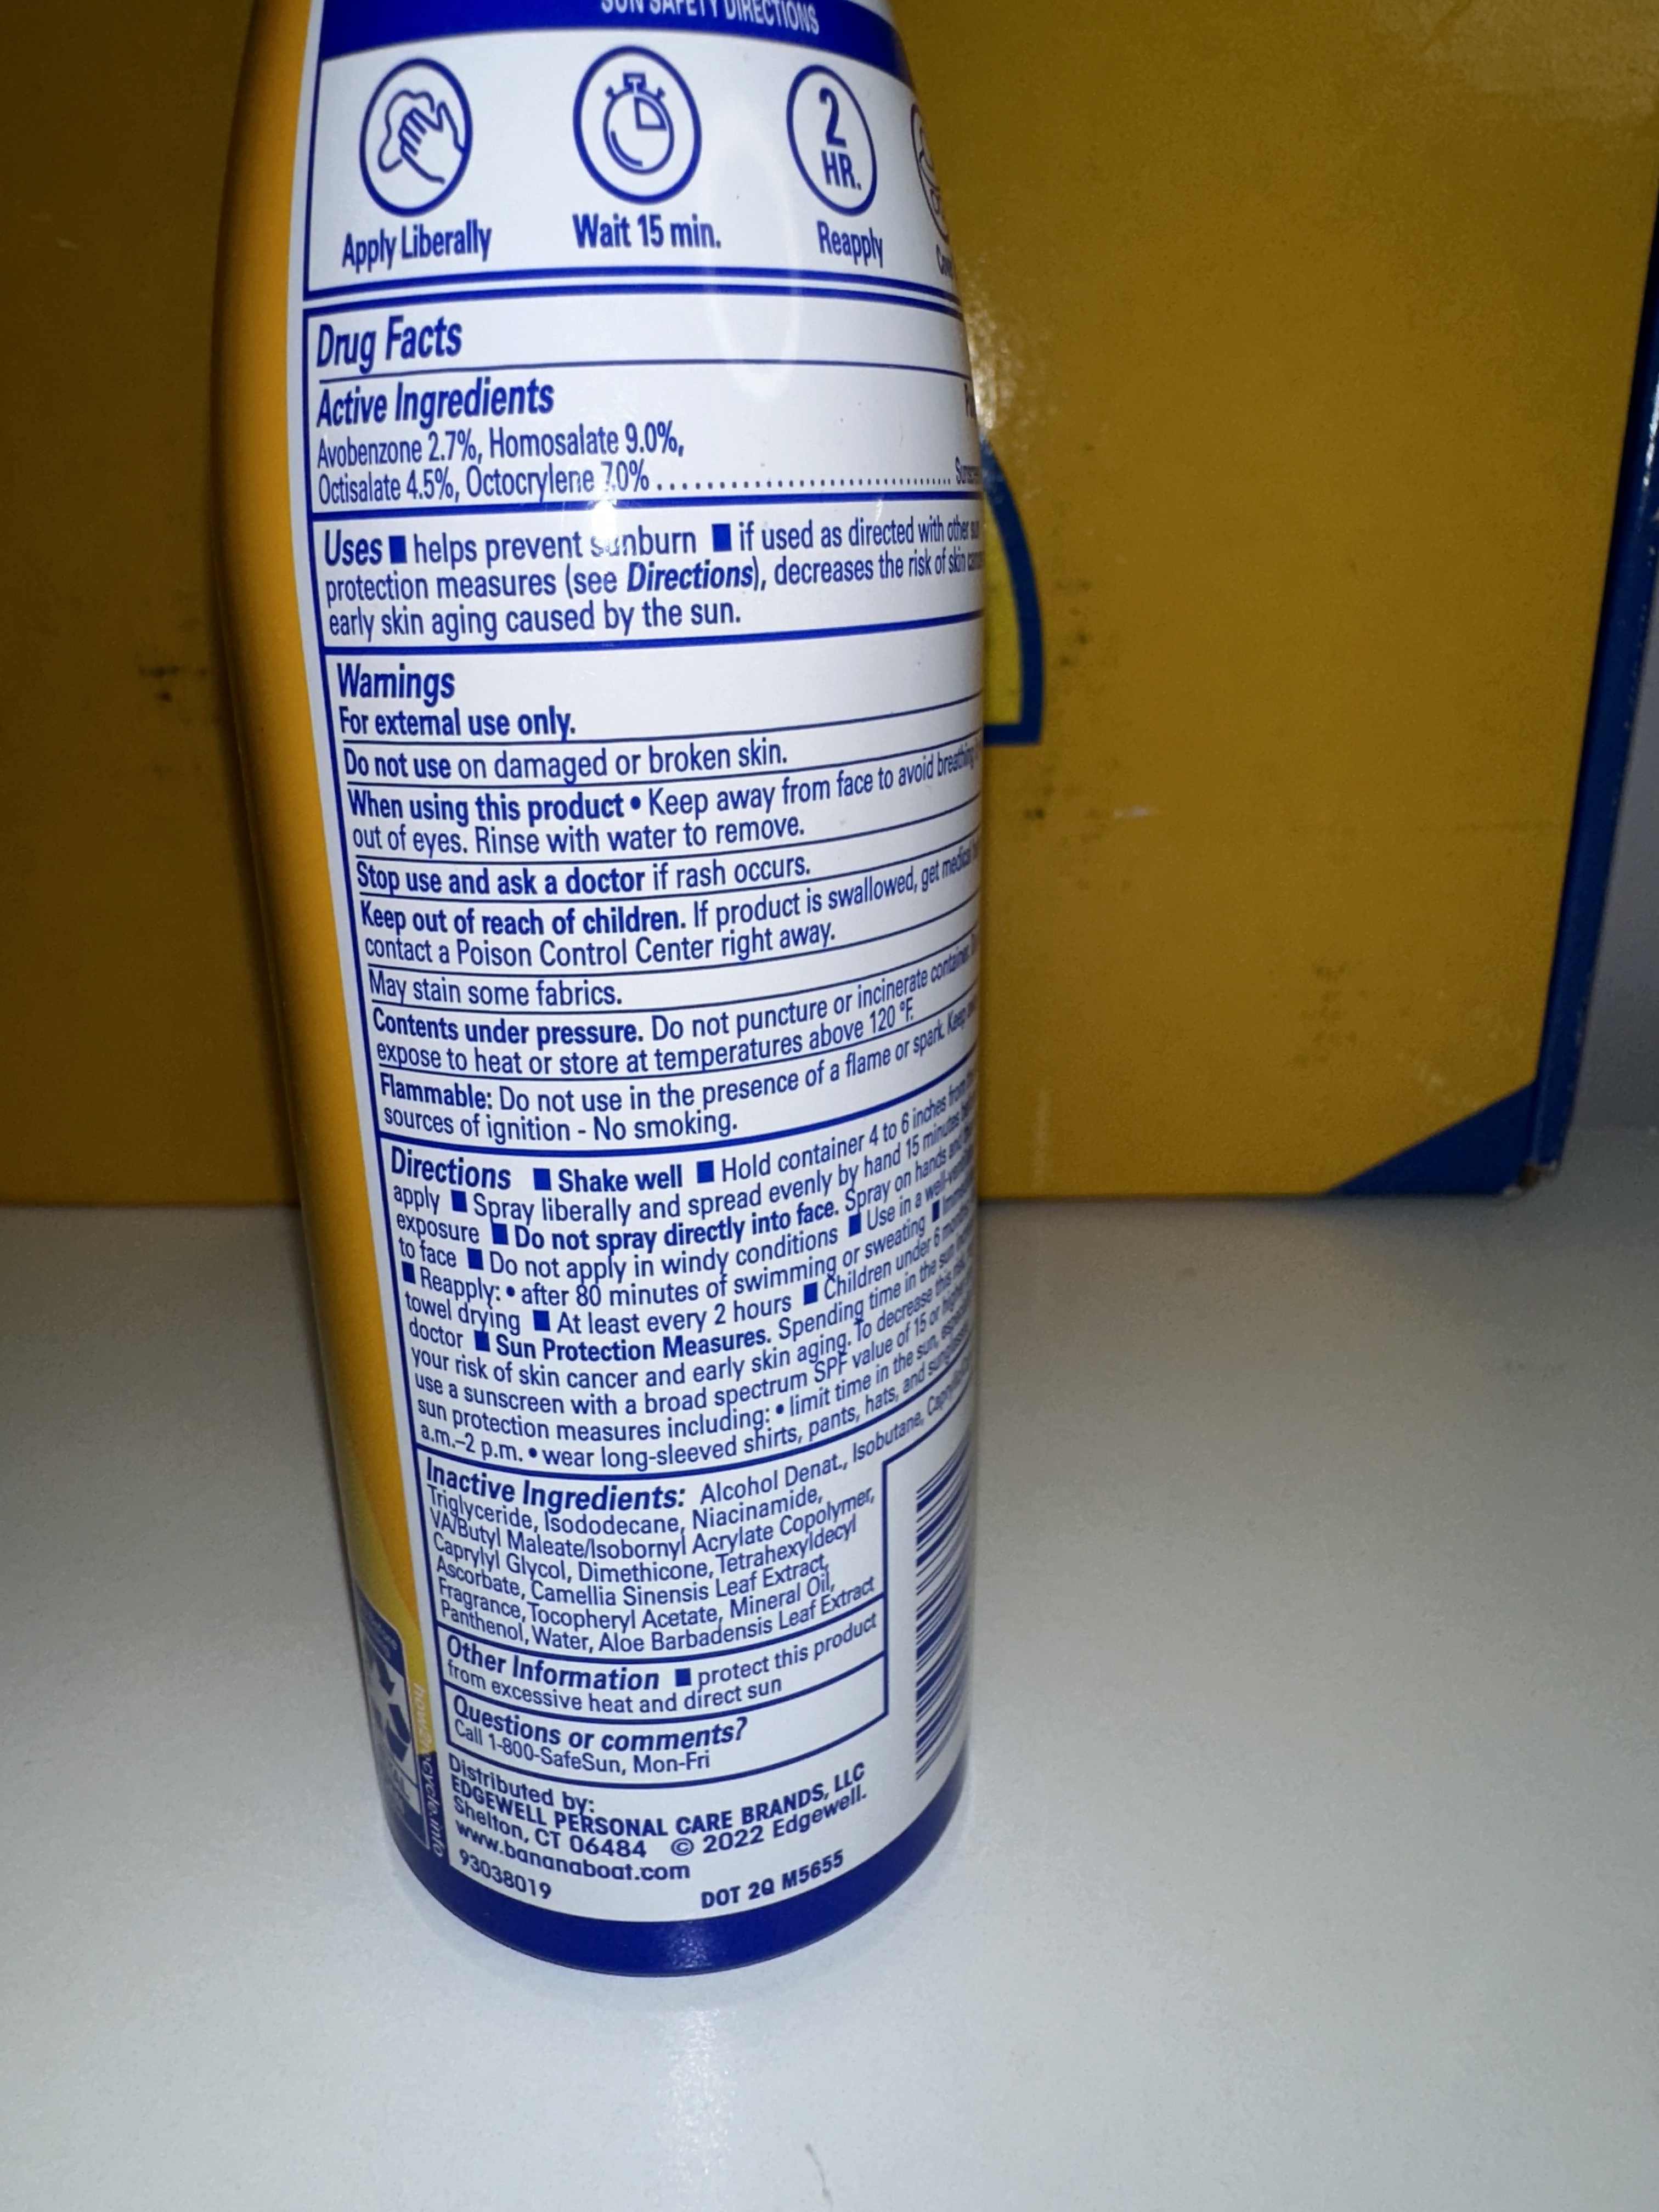 SUN SAFETY DIRECTIONS
2
HR.
Apply Liberally
Wait 15 min.
Reapply
Drug Facts
Active Ingredients
Avobenzone 2.7%, Homosalate 9.0%,
Octisalate 4.5%, Octocrylene 7.0%
Uses ■ helps prevent sunburn ■ if used as directed with other
protection measures (see Directions), decreases the risk of skin
early skin aging caused by the sun.
Warnings
For external use only.
Do not use on damaged or broken skin.
When using this product • Keep away from face to avoid breathing
out of eyes. Rinse with water to remove.
Stop use and ask a doctor if rash occurs.
Keep out of reach of children. If product is swallowed, get medical
contact a Poison Control Center right away.
May stain some fabrics.
Contents under pressure. Do not puncture or incinerate container.
expose to heat or store at temperatures above 120 °F.
Flammable: Do not use in the presence of a flame or spark. Keep
sources of ignition - No smoking.
Directions ■ Shake well ■ Hold container 4 to 6 inches from
apply ■ Spray liberally and spread evenly by hand 15 minutes
exposure ■ Do not spray directly into face. Spray on hands and
to face ■ Do not apply in windy conditions ■ Use in a
■ Reapply: • after 80 minutes of swimming or sweating ■
towel drying ■ At least every 2 hours ■ Children under 6 months
doctor ■ Sun Protection Measures. Spending time in the sun
your risk of skin cancer and early skin aging. To decrease this
use a sunscreen with a broad spectrum SPF value of 15 or
sun protection measures including: • limit time in the sun,
a.m.–2 p.m. • wear long-sleeved shirts, pants, hats, and
Inactive Ingredients: Alcohol Denat., Isobutane,
Triglyceride, Isododecane, Niacinamide,
VA/Butyl Maleate/Isobornyl Acrylate Copolymer,
Caprylyl Glycol, Dimethicone, Tetrahexyldecyl
Ascorbate, Camellia Sinensis Leaf Extract,
Fragrance, Tocopheryl Acetate, Mineral Oil,
Panthenol, Water, Aloe Barbadensis Leaf Extract
Other Information ■ protect this product
from excessive heat and direct sun
Questions or comments?
Call 1-800-SafeSun, Mon-Fri
Distributed by:
EDGEWELL PERSONAL CARE BRANDS, LLC
Shelton, CT 06484 © 2022 Edgewell.
www.bananaboat.com
93038019 DOT 2Q M5655